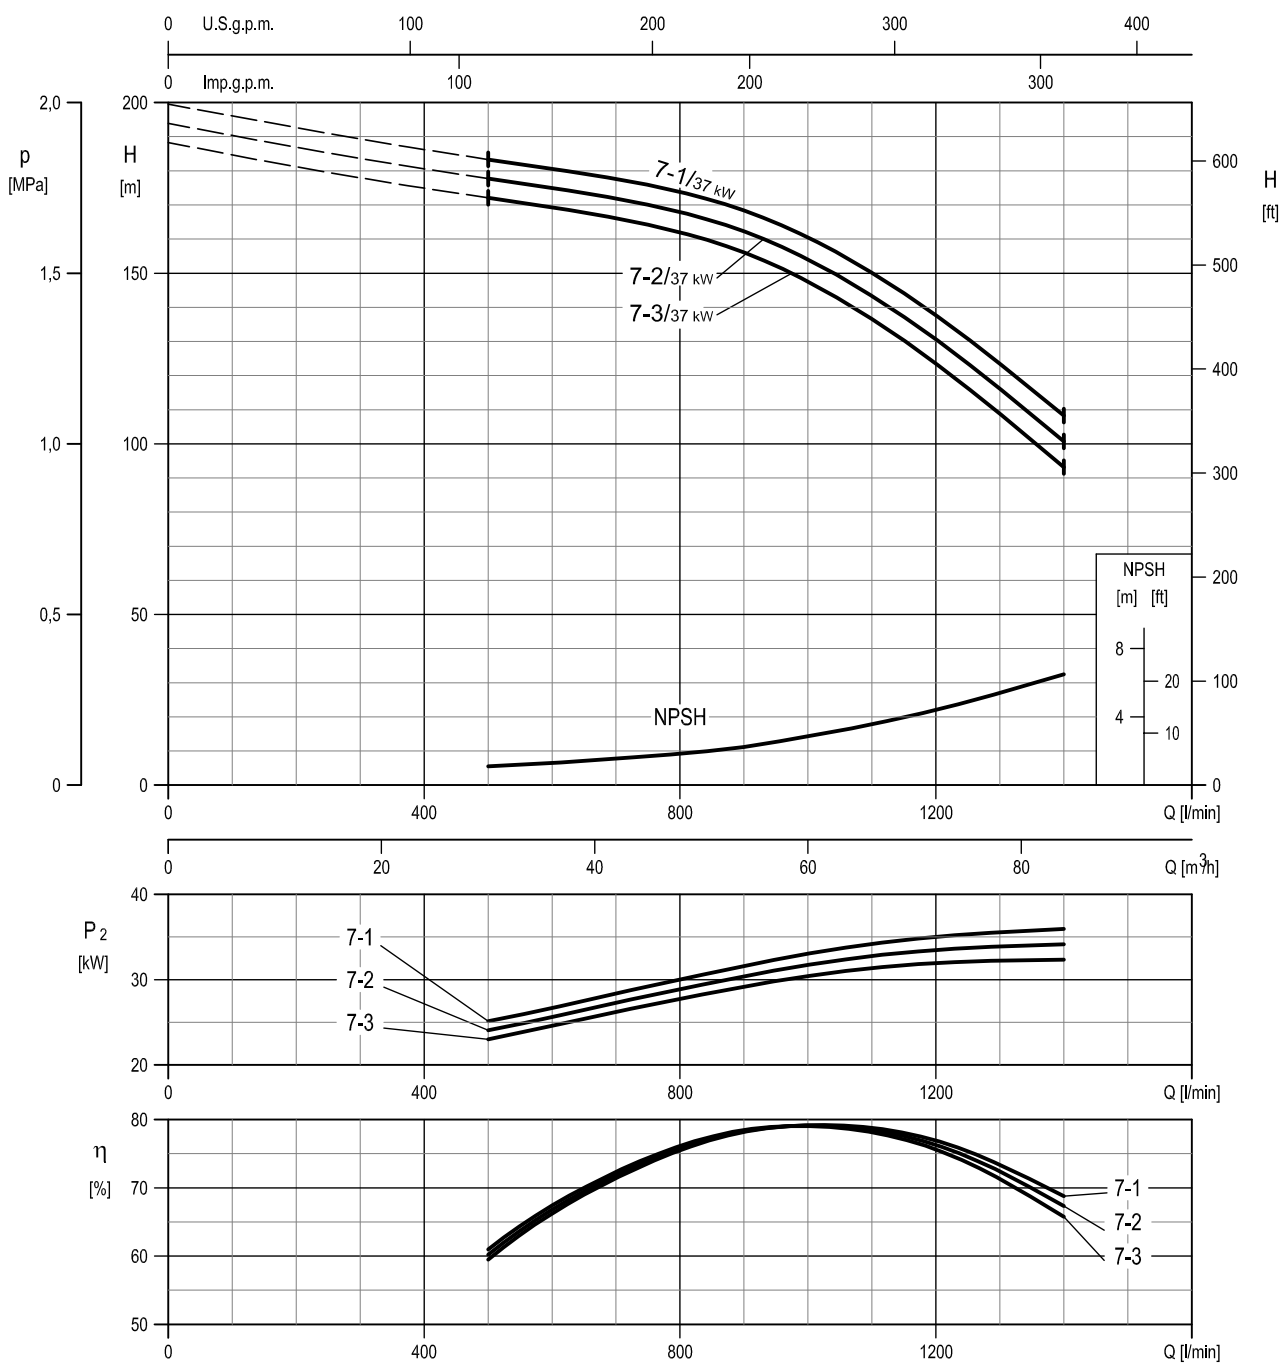 0 U.S.g.p.m. 100 200 300 400
0 Imp.g.p.m. 100 200 300
2,0 200
p H 600 H
[MPa] [m] [ft]
7-1/37 kW
1,5 150 500
7-2/37 kW
7-3/37 kW
400
1,0 100
300
NPSH
200
[m] [ft]
0,5 50
8
20 100
NPSH 4
10
0 0 0
0 400 800 1200 Q [l/min]
0 20 40 60 80 Q [m³/h]
40
P2 7-1
[kW]
30 7-2
7-3
20
0 400 800 1200 Q [l/min]
80
η
[%] 70 7-1
7-2
60 7-3
50
0 400 800 1200 Q [l/min]